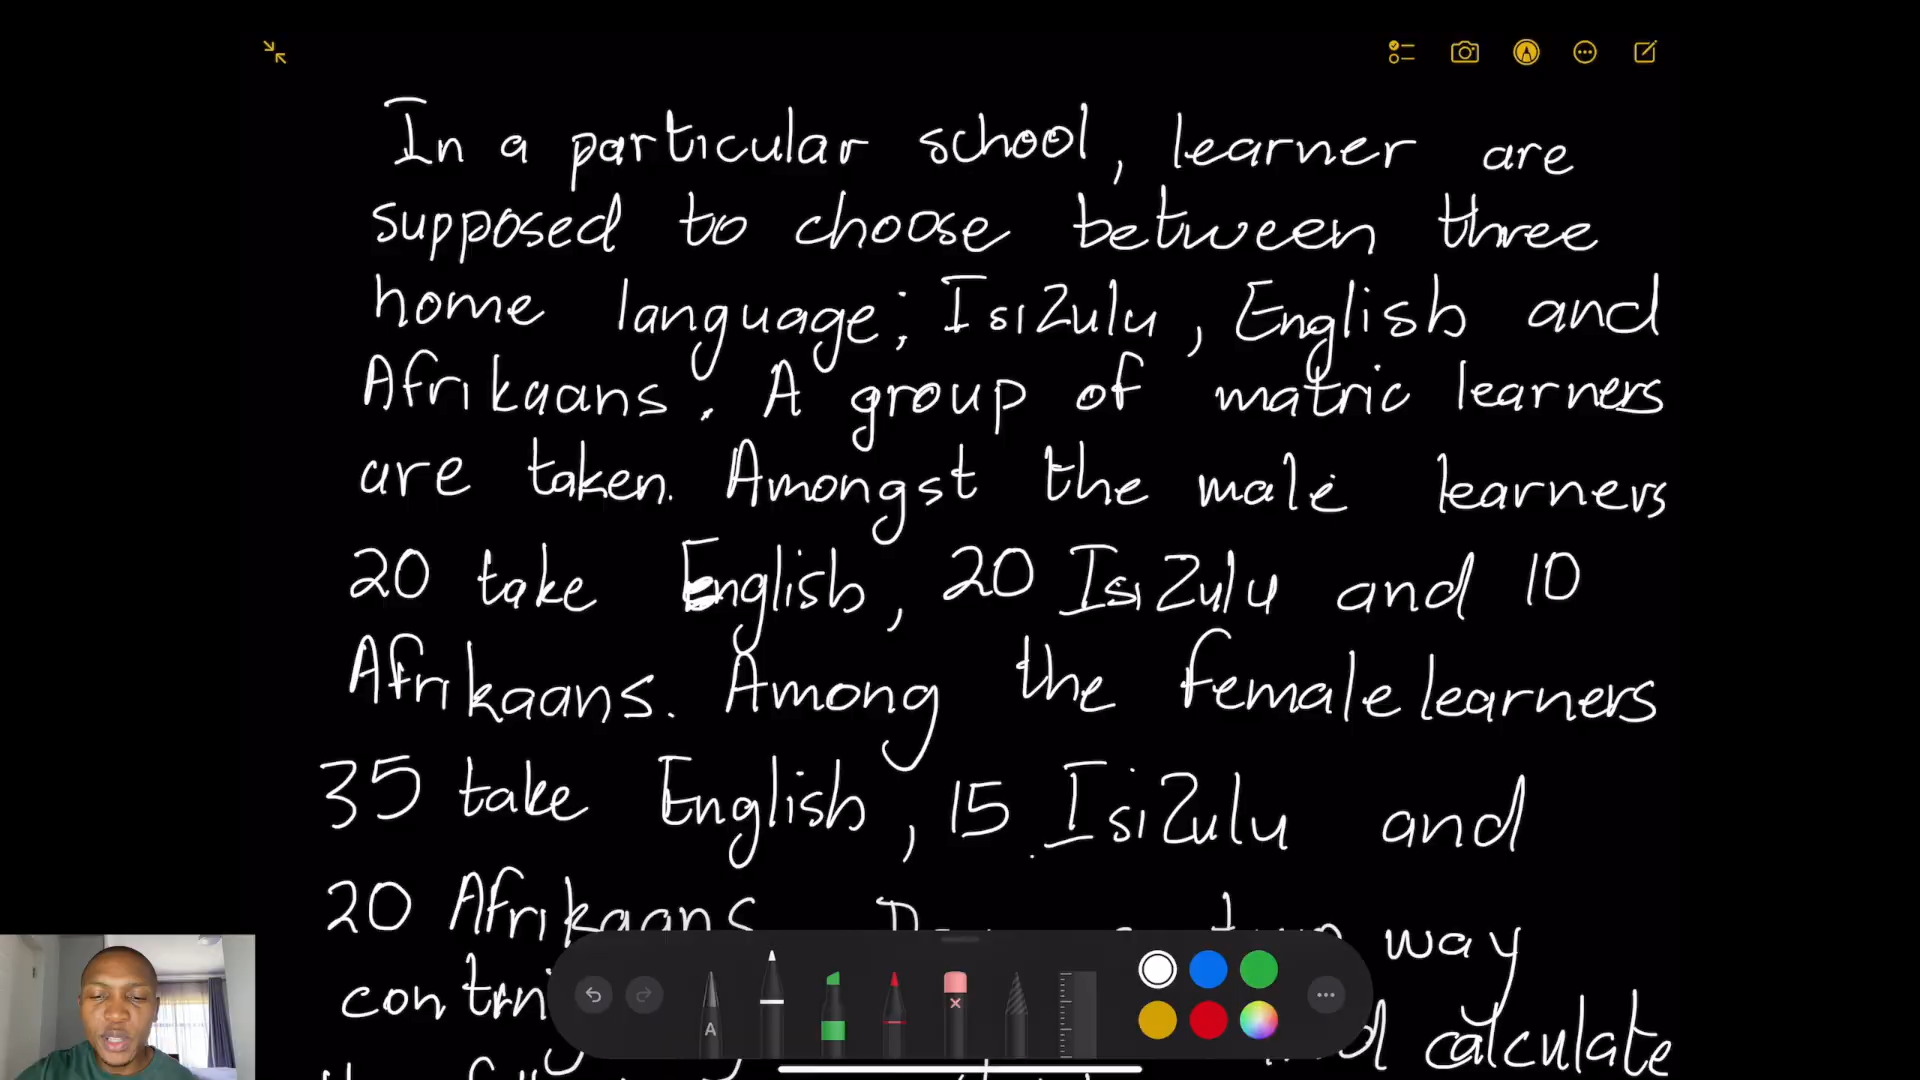 In a particular school, learner are
supposed to choose between three
home language; IsiZulu, English and
Afrikaans. A group of matric learners
are taken. Amongst the male learners
20 take English, 20 IsiZulu and 10
Afrikaans. Among the female learners
35 take English, 15 IsiZulu and
20 Afrikaans way
calculate
A